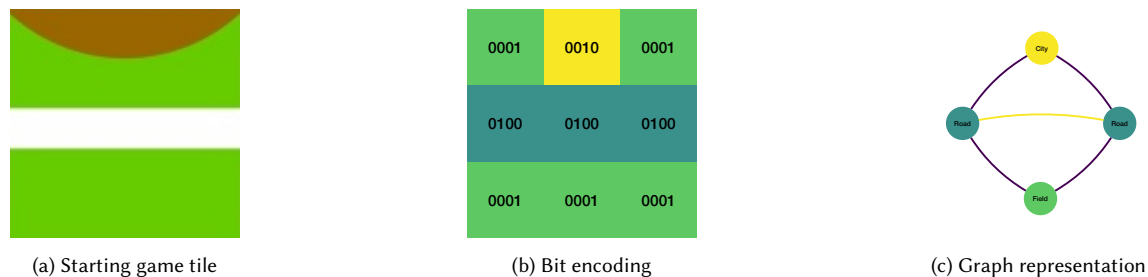 0001 0010 0001
0100 0100 0100
0001 0001 0001
City
Road Road
Field
(a) Starting game tile
(b) Bit encoding
(c) Graph representation